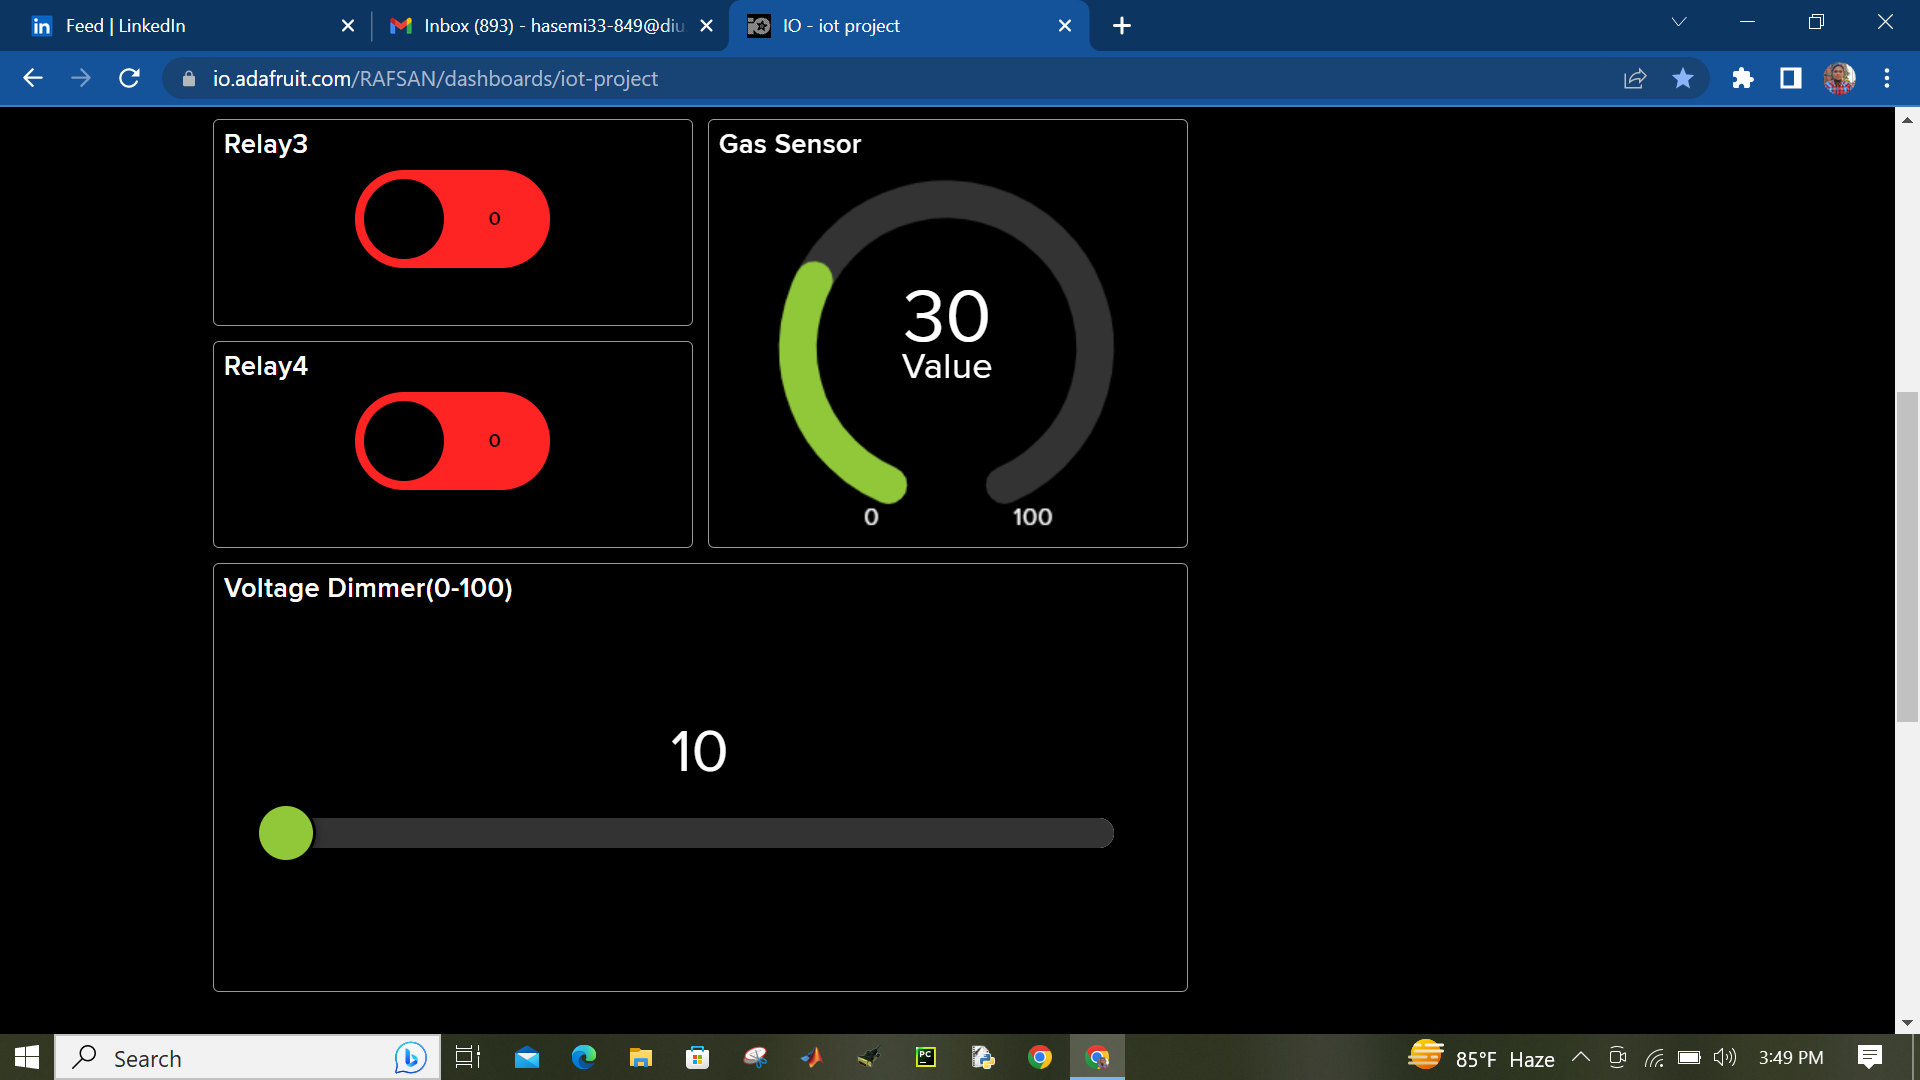 Feed | LinkedIn
Inbox (893) - hasemi33-849@diu
IO - iot project
io.adafruit.com/RAFSAN/dashboards/iot-project
Relay3
0
Gas Sensor
30
Value
0
100
Relay4
0
Voltage Dimmer(0-100)
10
Search
85°F Haze
3:49 PM